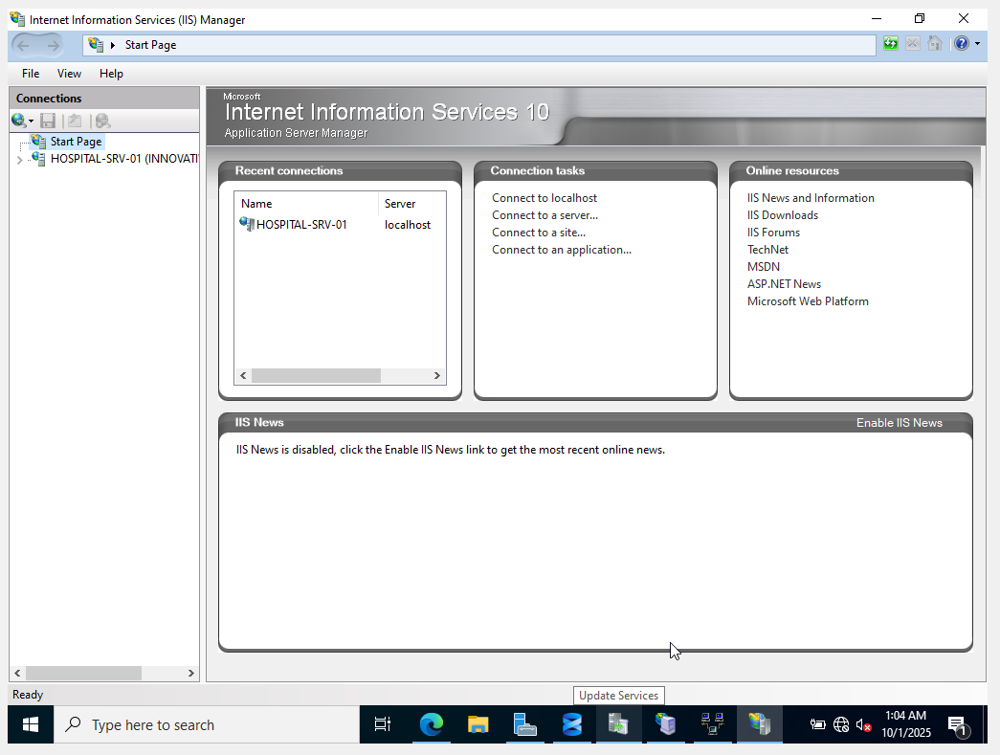 Internet Information Services (IIS) Manager
Start Page
File View Help
Connections
Start Page
HOSPITAL-SRV-01 (INNOVATI
Microsoft
Internet Information Services 10
Application Server Manager
Recent connections
Name Server
HOSPITAL-SRV-01 localhost
Connection tasks
Connect to localhost
Connect to a server...
Connect to a site...
Connect to an application...
Online resources
IIS News and Information
IIS Downloads
IIS Forums
TechNet
MSDN
ASP.NET News
Microsoft Web Platform
IIS News Enable IIS News
IIS News is disabled, click the Enable IIS News link to get the most recent online news.
Ready
Update Services
Type here to search
1:04 AM
10/1/2025
1